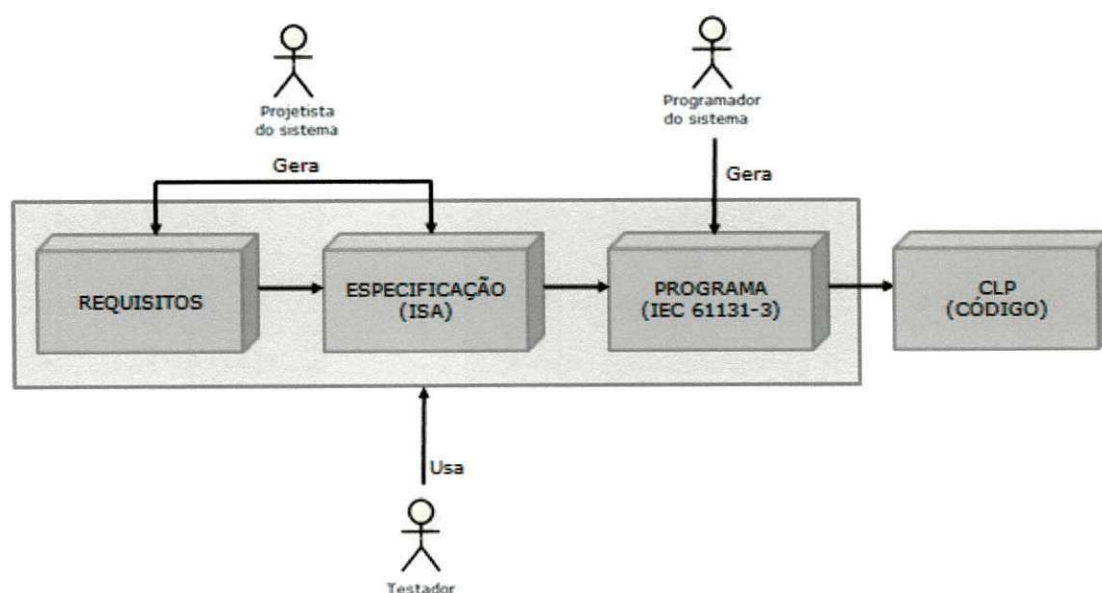 Projetista
do sistema
Programador
do sistema
Gera
Gera
REQUISITOS
ESPECIFICAÇÃO
(ISA)
PROGRAMA
(IEC 61131-3)
CLP
(CÓDIGO)
Usa
Testador